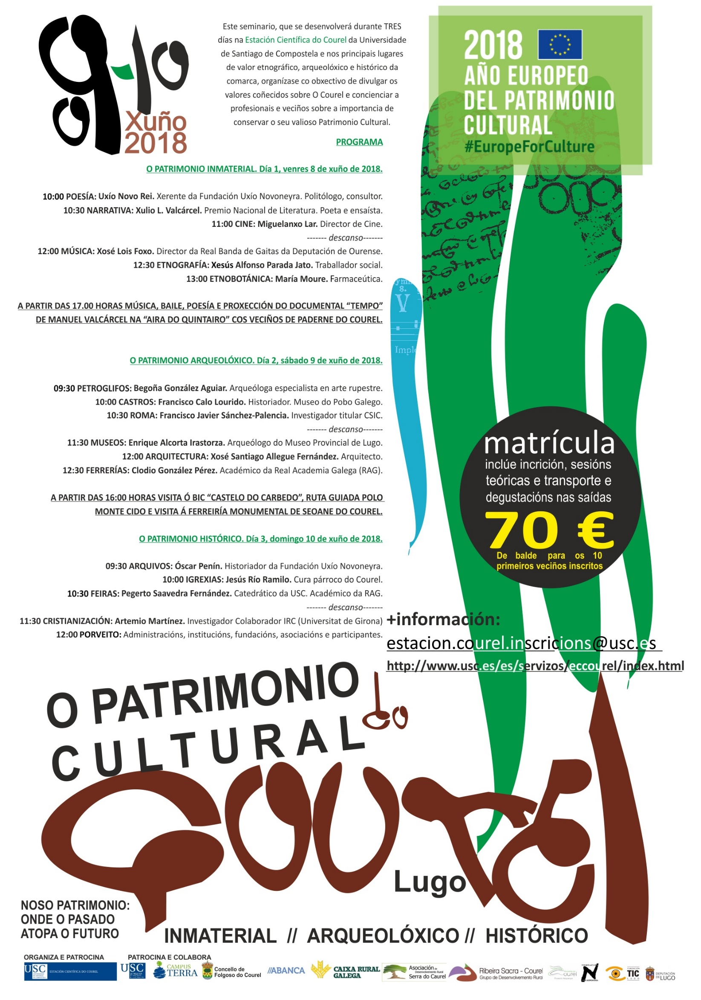 8
9-10
Xuño
2018
Este seminario, que se desenvolverá durante TRES
días na Estación Científica do Courel da Universidade
de Santiago de Compostela e nos principais lugares
de valor etnográfico, arqueolóxico e histórico da
comarca, organízase co obxectivo de divulgar os
valores coñecidos sobre O Courel e concienciar a
profesionais e veciños sobre a importancia de
conservar o seu valioso Patrimonio Cultural.
2018
AÑO EUROPEO
DEL PATRIMONIO
CULTURAL
#EuropeForCulture
PROGRAMA
O PATRIMONIO INMATERIAL. Día 1, venres 8 de xuño de 2018.
10:00 POESÍA: Uxío Novo Rei. Xerente da Fundación Uxío Novoneyra. Politólogo, consultor.
10:30 NARRATIVA: Xulio L. Valcárcel. Premio Nacional de Literatura. Poeta e ensaísta.
11:00 CINE: Miguelanxo Lar. Director de Cine.
------- descanso-------
12:00 MÚSICA: Xosé Lois Foxo. Director da Real Banda de Gaitas da Deputación de Ourense.
12:30 ETNOGRAFÍA: Xesús Alfonso Parada Jato. Traballador social.
13:00 ETNOBOTÁNICA: María Moure. Farmaceútica.
A PARTIR DAS 17.00 HORAS MÚSICA, BAILE, POESÍA E PROXECCIÓN DO DOCUMENTAL “TEMPO”
DE MANUEL VALCÁRCEL NA “AIRA DO QUINTAIRO” COS VECIÑOS DE PADERNE DO COUREL.
8.
V
Imple
O PATRIMONIO ARQUEOLÓXICO. Día 2, sábado 9 de xuño de 2018.
09:30 PETROGLIFOS: Begoña González Aguiar. Arqueóloga especialista en arte rupestre.
10:00 CASTROS: Francisco Calo Lourido. Historiador. Museo do Pobo Galego.
10:30 ROMA: Francisco Javier Sánchez-Palencia. Investigador titular CSIC.
------- descanso-------
11:30 MUSEOS: Enrique Alcorta Irastorza. Arqueólogo do Museo Provincial de Lugo.
12:00 ARQUITECTURA: Xosé Santiago Allegue Fernández. Arquitecto.
12:30 FERRERÍAS: Clodio González Pérez. Académico da Real Academia Galega (RAG).
A PARTIR DAS 16:00 HORAS VISITA Ó BIC “CASTELO DO CARBEDO”, RUTA GUIADA POLO
MONTE CIDO E VISITA Á FERREIRÍA MONUMENTAL DE SEOANE DO COUREL.
matrícula
inclúe incrición, sesións
teóricas e transporte e
degustacións nas saídas
70 €
De balde para os 10
primeiros veciños inscritos
O PATRIMONIO HISTÓRICO. Día 3, domingo 10 de xuño de 2018.
09:30 ARQUIVOS: Óscar Penín. Historiador da Fundación Uxío Novoneyra.
10:00 IGREXIAS: Jesús Río Ramilo. Cura párroco do Courel.
10:30 FEIRAS: Pegerto Saavedra Fernández. Catedrático da USC. Académico da RAG.
------- descanso-------
11:30 CRISTIANIZACIÓN: Artemio Martínez. Investigador Colaborador IRC (Universitat de Girona)
12:00 PORVEITO: Administracións, institucións, fundacións, asociacións e participantes.
+información:
estacion.courel.inscricions@usc.es
http://www.usc.es/es/servizos/eccourel/index.html
O PATRIMONIO
CULTURAL do
Courel
Lugo
NOSO PATRIMONIO:
ONDE O PASADO
ATOPA O FUTURO
INMATERIAL // ARQUEOLÓXICO // HISTÓRICO
ORGANIZA E PATROCINA
PATROCINA E COLABORA
USC ESTACIÓN CIENTÍFICA DO COUREL
USC
CAMPUS
TERRA
Concello de
Folgoso do Courel
//ABANCA
CAIXA RURAL
GALEGA
Asociación de
Desenvolvemento Rural
Serra do Caurel
Ribeira Sacra - Courel
Grupo de Desenvolvemento Rural
Courel
FUNDACIÓN
N
FUNDACIÓN
TIC
LUGO
DEPUTACIÓN
DE LUGO